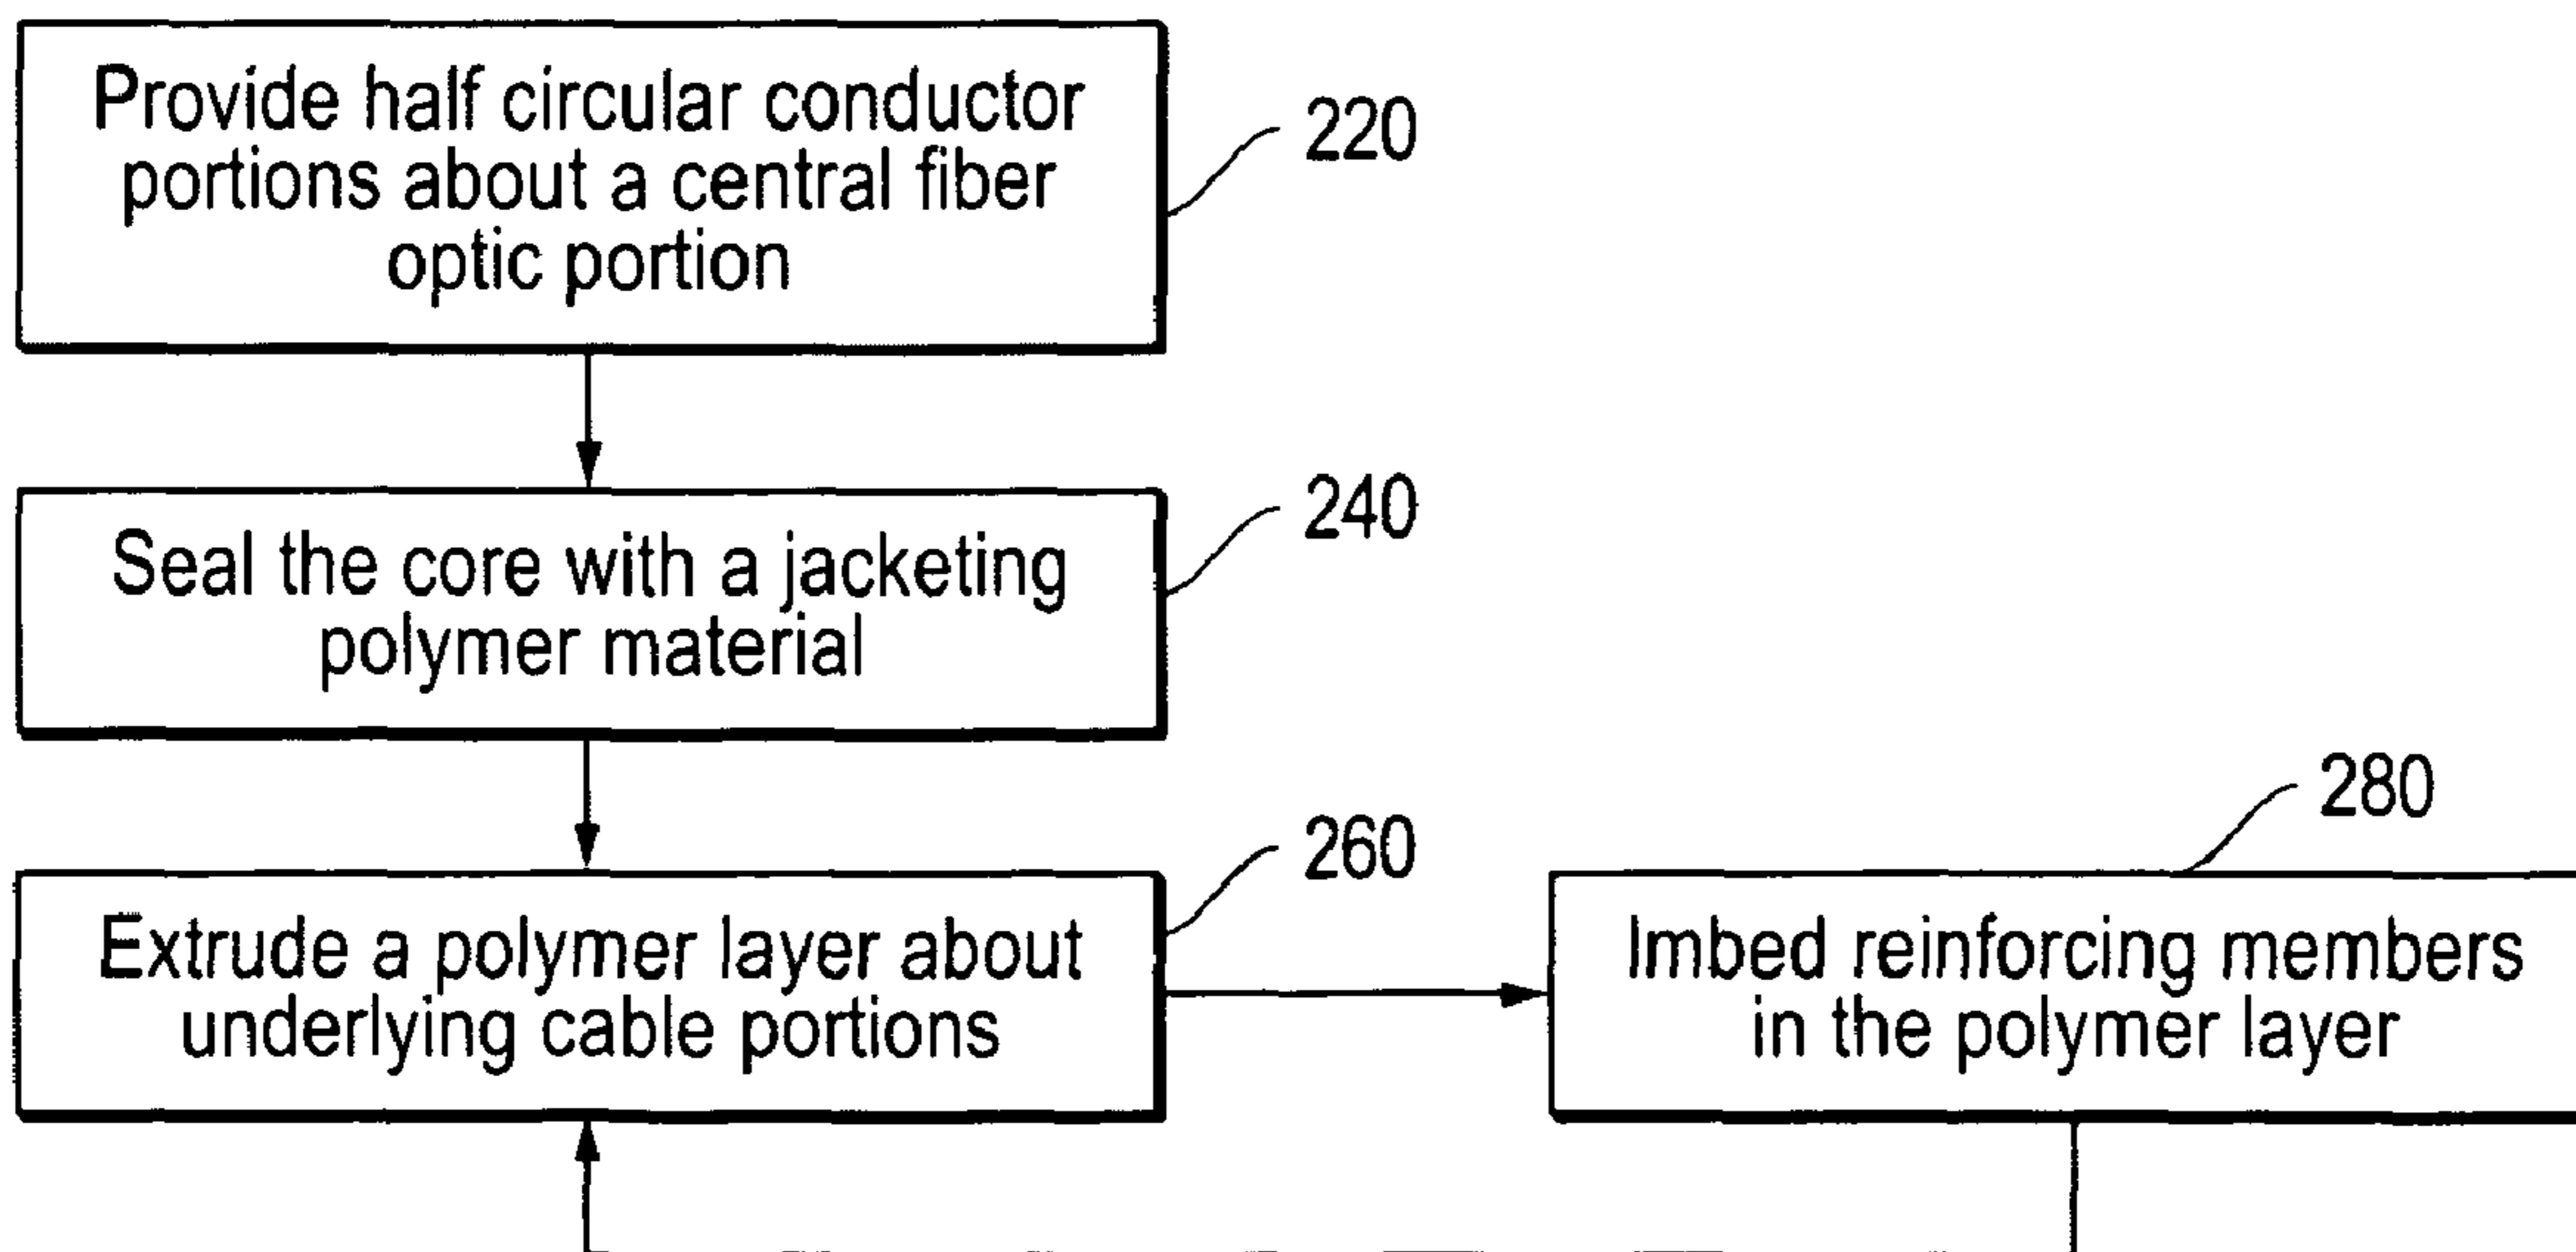 Provide half circular conductor
portions about a central fiber
optic portion
220
Seal the core with a jacketing
polymer material
240
Extrude a polymer layer about
underlying cable portions
260
Imbed reinforcing members
in the polymer layer
280